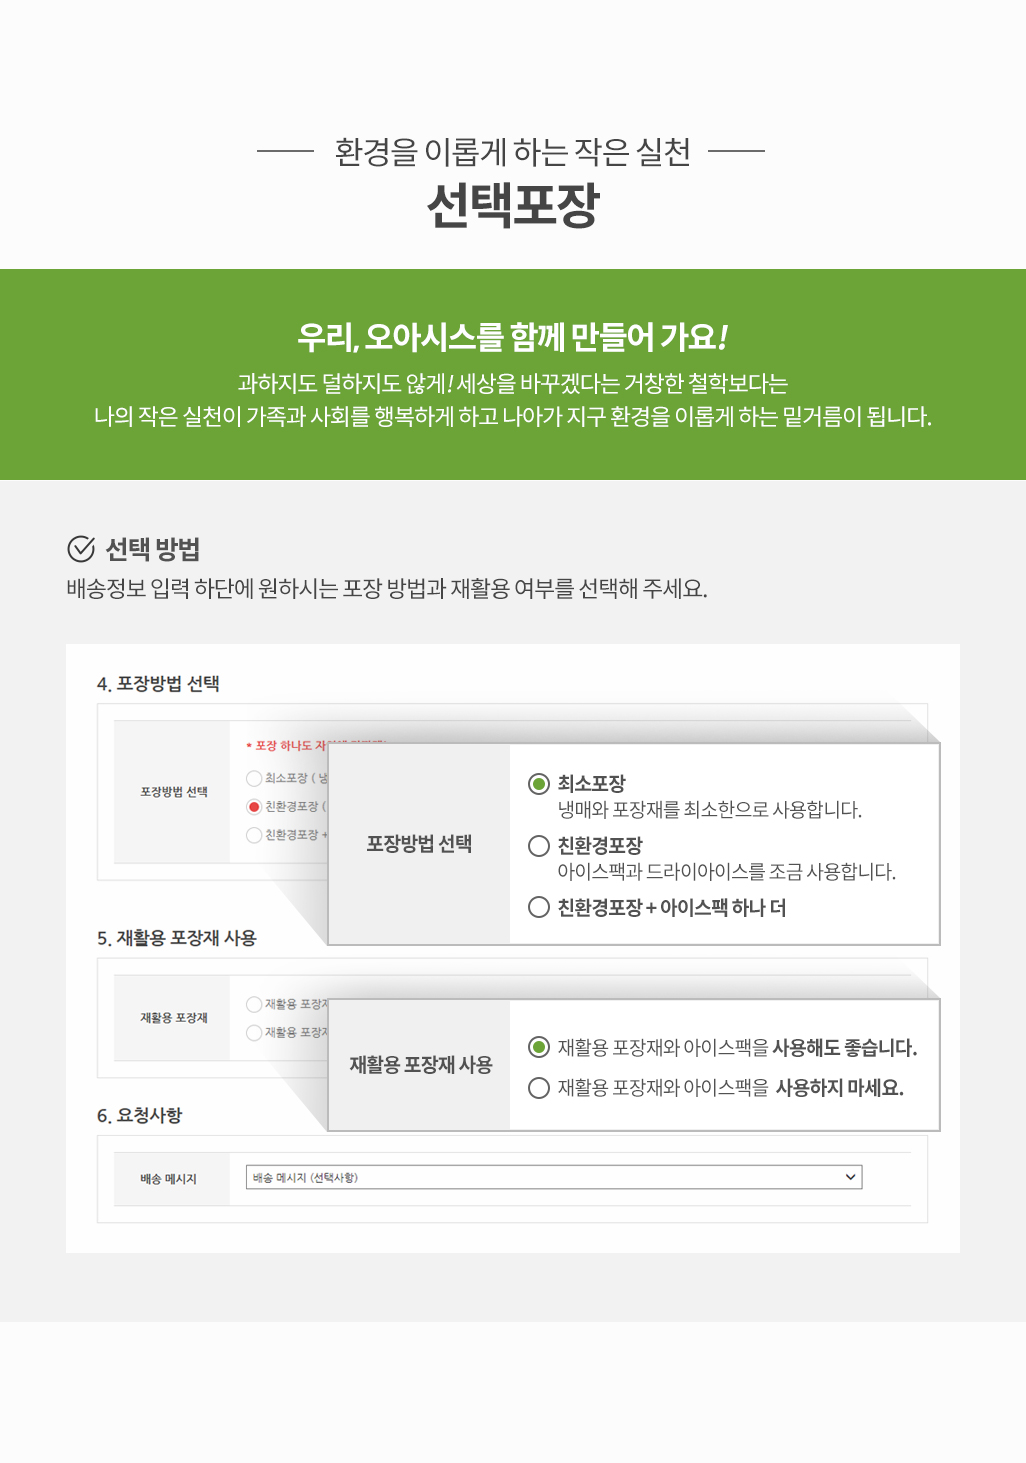 환경을 이롭게 하는 작은 실천
선택포장
우리, 오아시스를 함께 만들어 가요!
과하지도 덜하지도 않게! 세상을 바꾸겠다는 거창한 철학보다는
나의 작은 실천이 가족과 사회를 행복하게 하고 나아가 지구 환경을 이롭게 하는 밑거름이 됩니다.
선택 방법
배송정보 입력 하단에 원하시는 포장 방법과 재활용 여부를 선택해 주세요.
4. 포장방법 선택
* 포장 하나도
포장방법 선택
최소포장 (
친환경포장 (
친환경포장 +
포장방법 선택
최소포장
냉매와 포장재를 최소한으로 사용합니다.
친환경포장
아이스팩과 드라이아이스를 조금 사용합니다.
친환경포장 + 아이스팩 하나 더
5. 재활용 포장재 사용
재활용 포장재
재활용
재활용
재활용 포장재 사용
재활용 포장재와 아이스팩을 사용해도 좋습니다.
재활용 포장재와 아이스팩을 사용하지 마세요.
6. 요청사항
배송 메시지
배송 메시지 (선택사항)